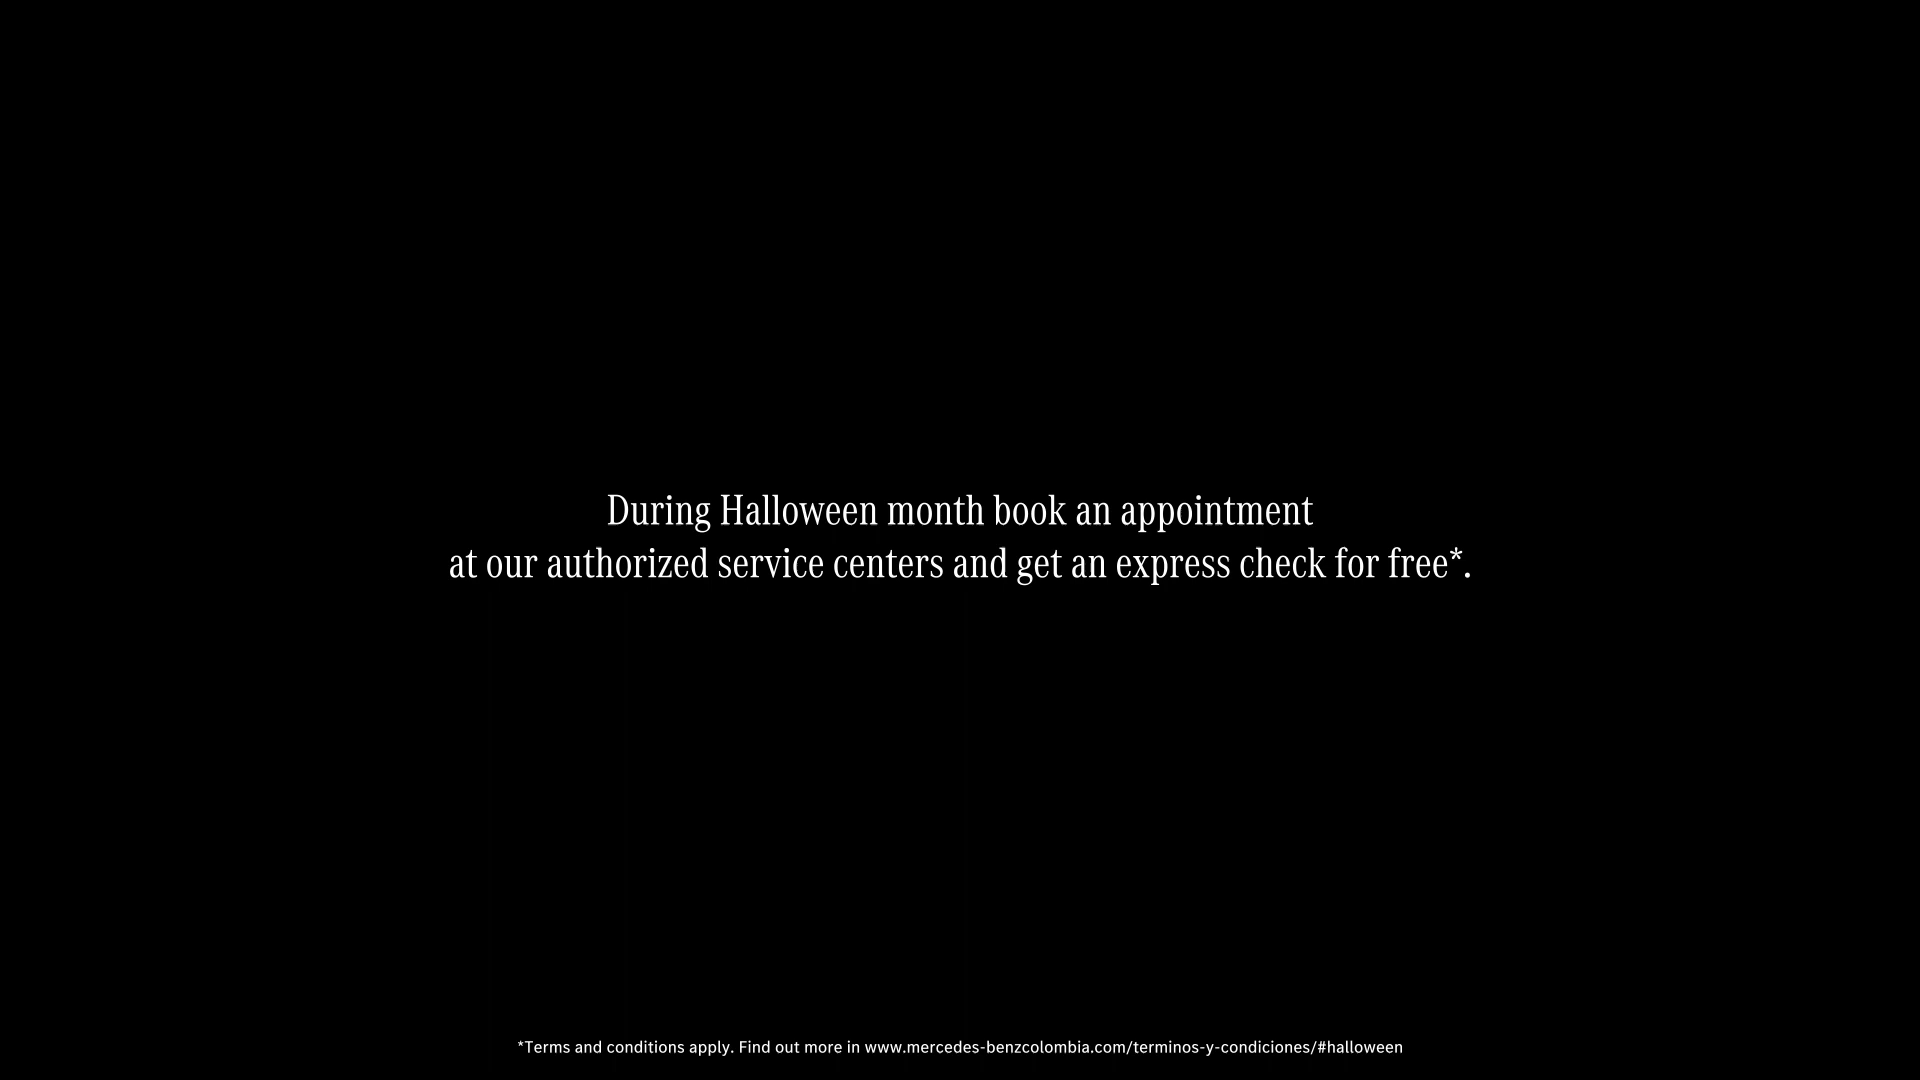 During Halloween month book an appointment
at our authorized service centers and get an express check for free*.
*Terms and conditions apply. Find out more in www.mercedes-benzcolombia.com/terminos-y-condiciones/#halloween